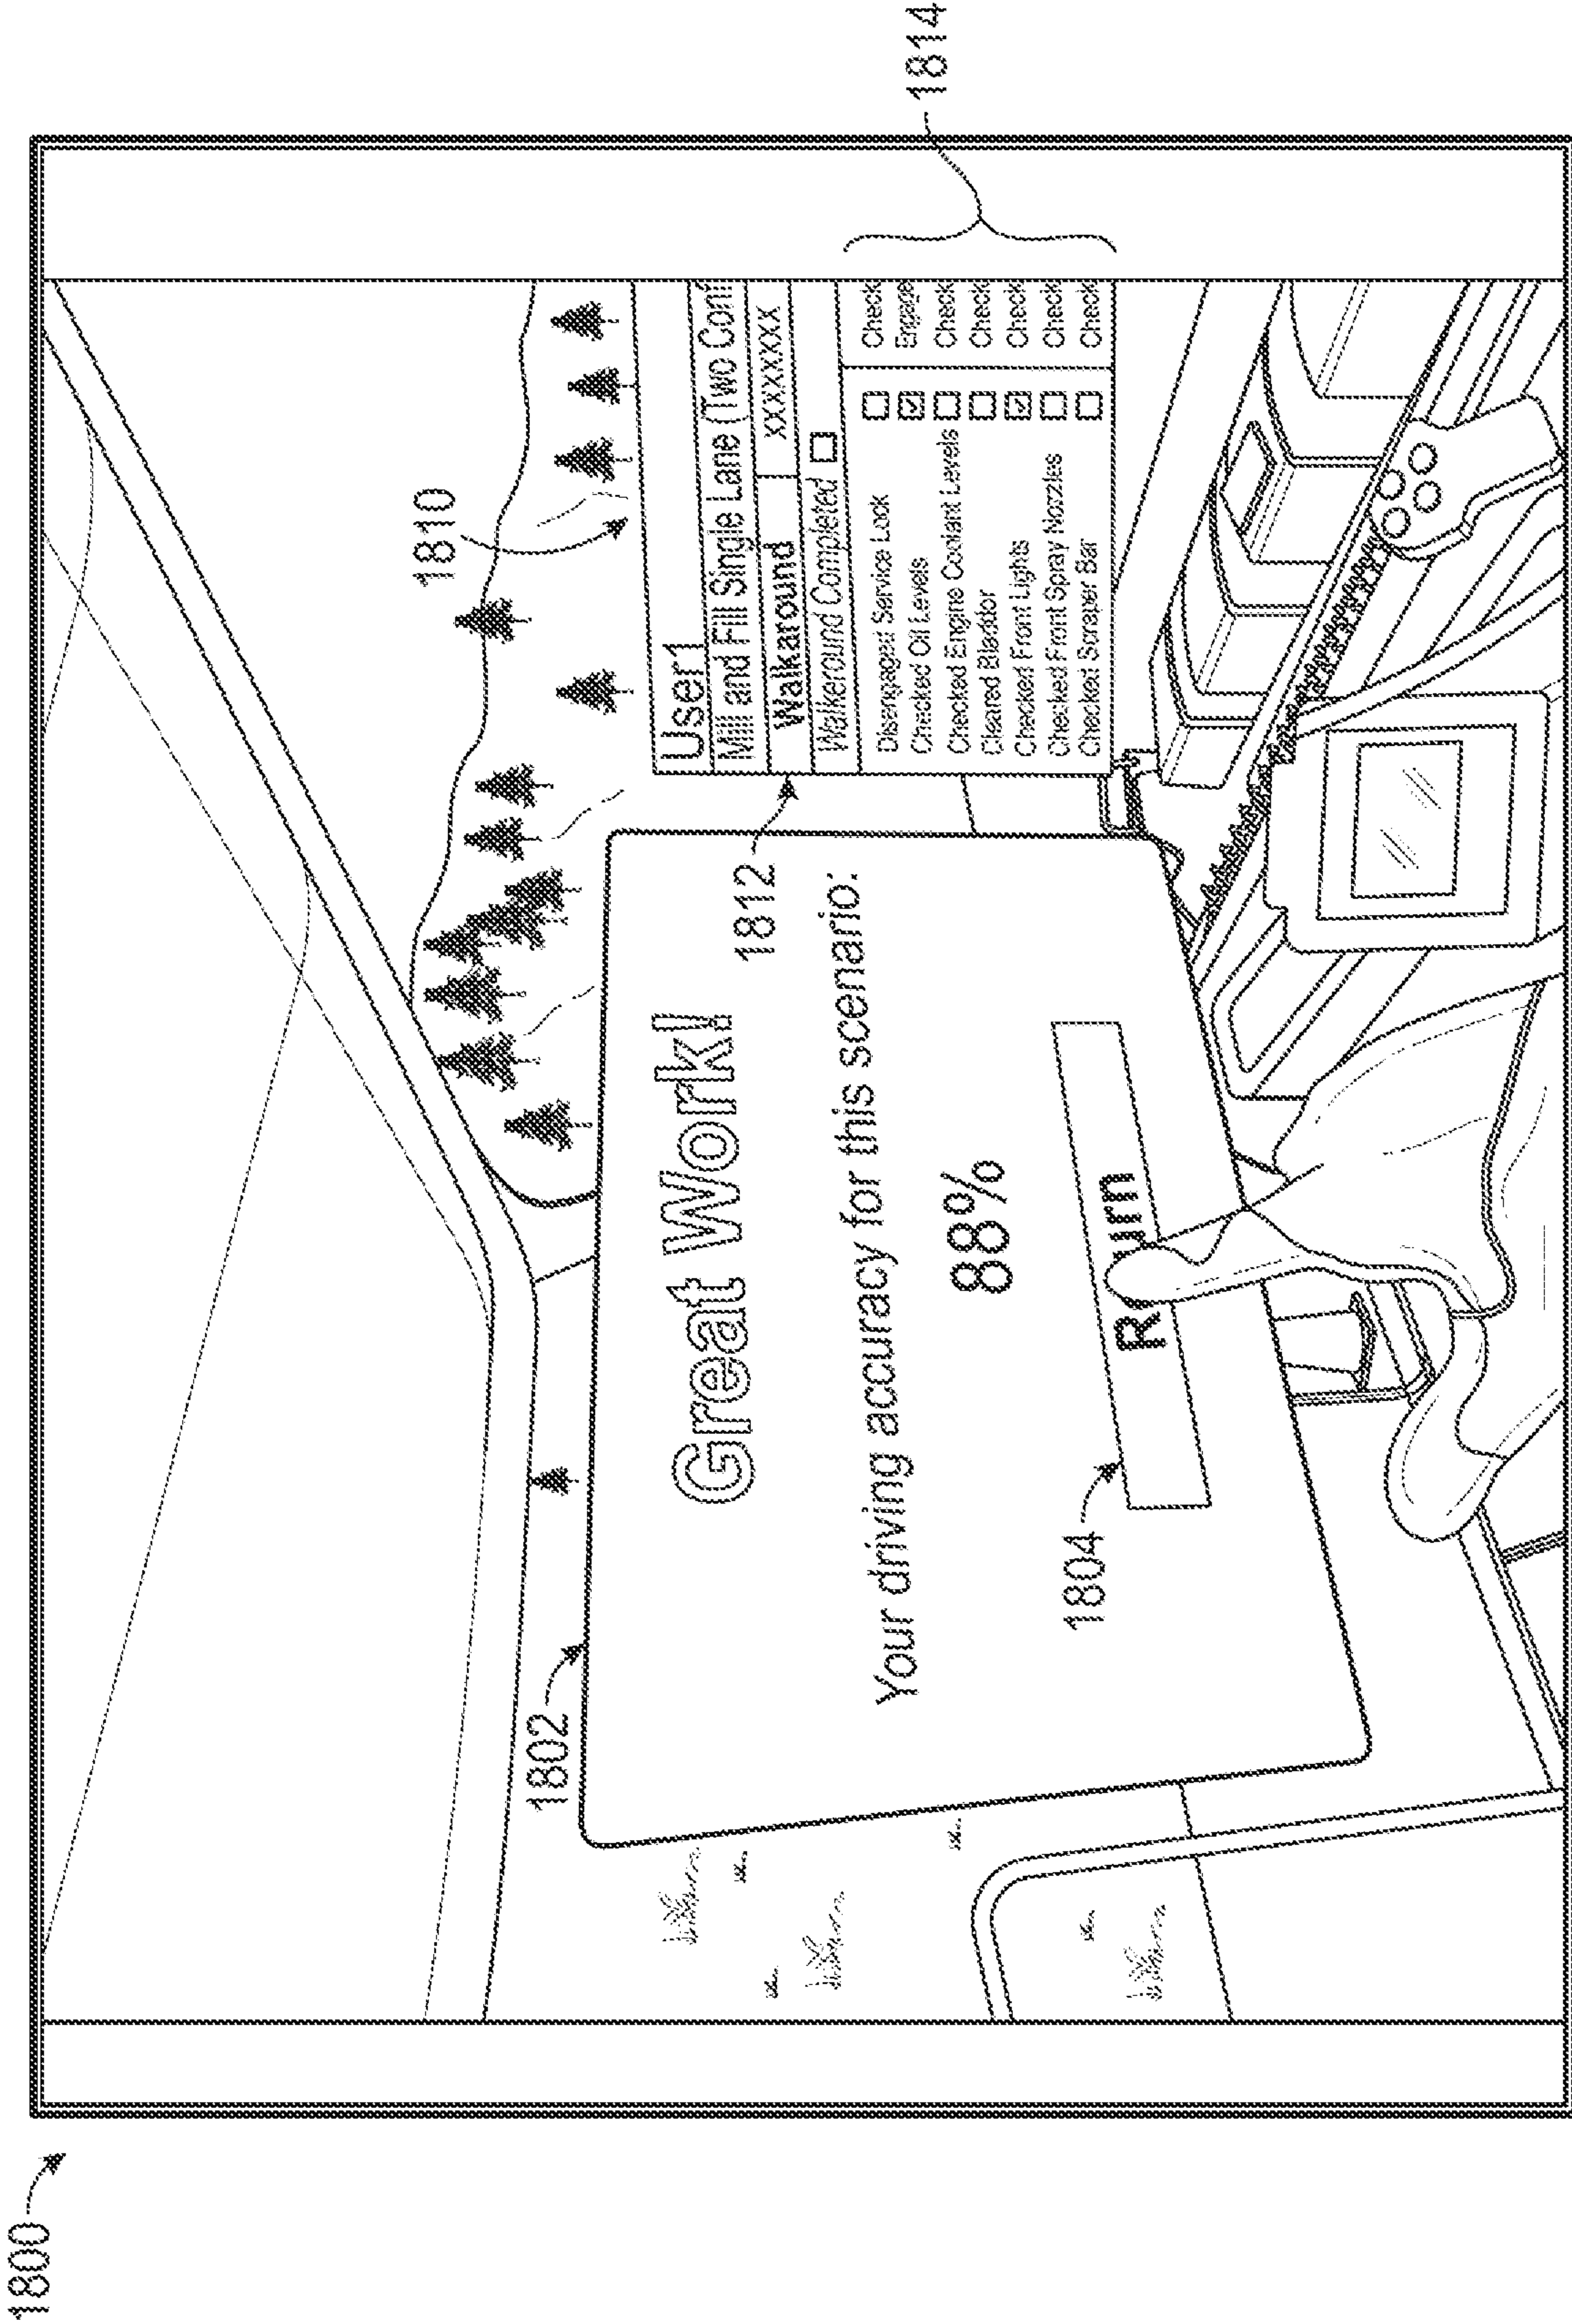 1800
1802
Great Work!
Your driving accuracy for this scenario:
88%
1804
1810
User1
Mill and Fill Single Lane (Two
1812
Walkaround xxxxxxxx
Walkaround Completed
Disengaged Service Lock Check
Checked Oil Levels Engage
Checked Engine Coolant Levels Check
Cleared Bladdor Check
Checked Front Lights Check
Checked Front Spray Nozzles Check
Checked Scraper Bar Check
1814